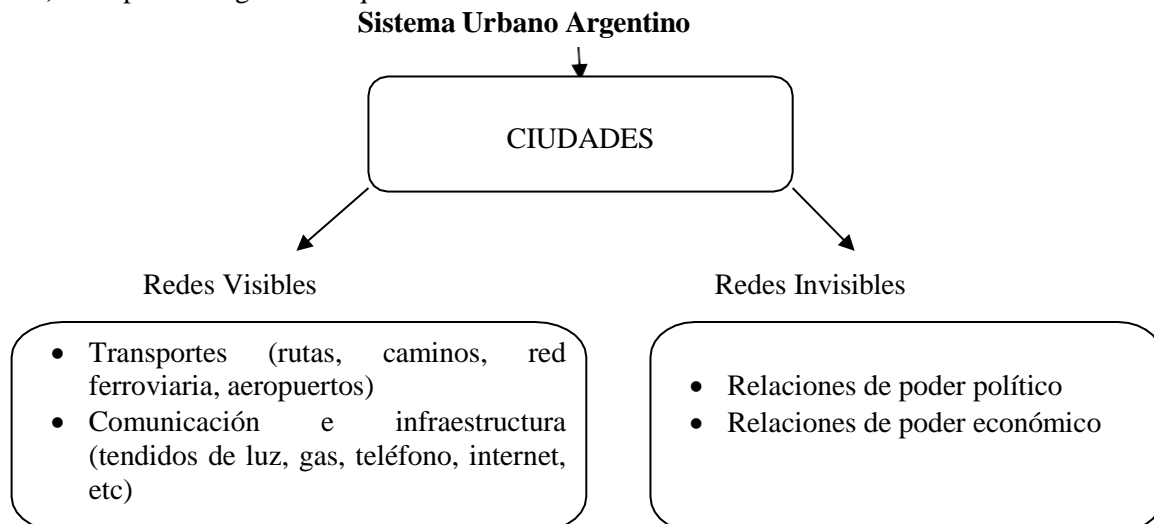 Sistema Urbano Argentino
CIUDADES
Redes Visibles
Redes Invisibles
• Transportes (rutas, caminos, red
ferroviaria, aeropuertos)
• Comunicación e infraestructura
(tendidos de luz, gas, teléfono, internet,
etc)
• Relaciones de poder político
• Relaciones de poder económico